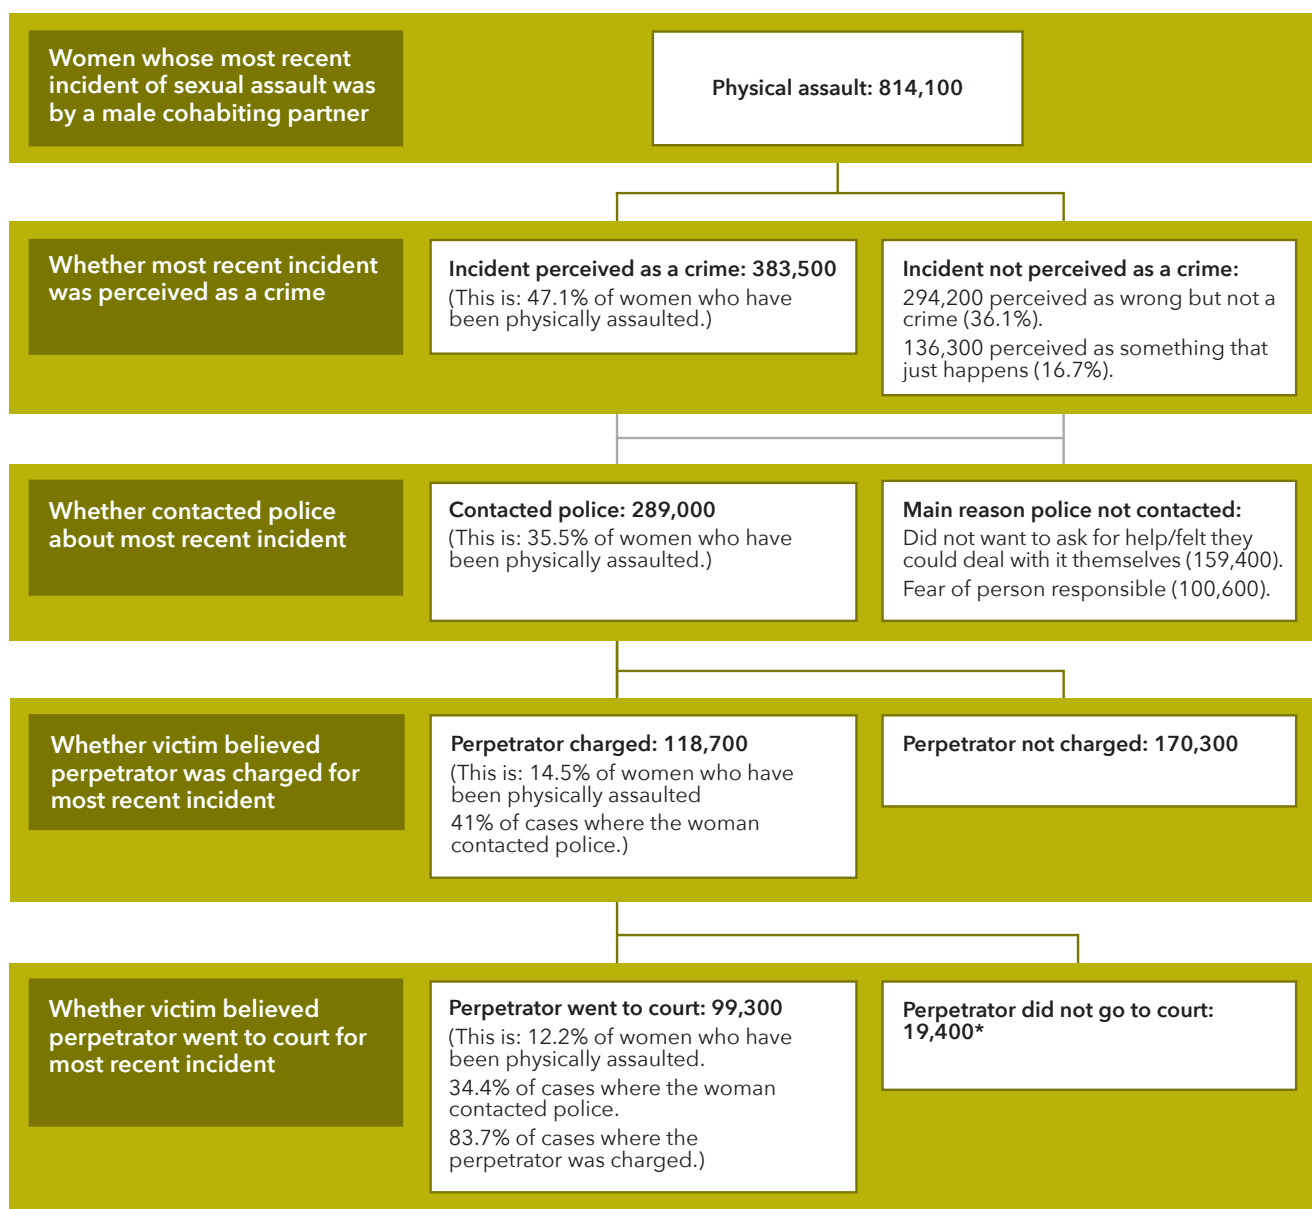 Women whose most recent
incident of sexual assault was
by a male cohabiting partner
Physical assault: 814,100
Whether most recent incident
was perceived as a crime
Incident perceived as a crime: 383,500
(This is: 47.1% of women who have
been physically assaulted.)
Incident not perceived as a crime:
294,200 perceived as wrong but not a
crime (36.1%).
136,300 perceived as something that
just happens (16.7%).
Whether contacted police
about most recent incident
Contacted police: 289,000
(This is: 35.5% of women who have
been physically assaulted.)
Main reason police not contacted:
Did not want to ask for help/felt they
could deal with it themselves (159,400).
Fear of person responsible (100,600).
Whether victim believed
perpetrator was charged for
most recent incident
Perpetrator charged: 118,700
(This is: 14.5% of women who have
been physically assaulted
41% of cases where the woman
contacted police.)
Perpetrator not charged: 170,300
Whether victim believed
perpetrator went to court for
most recent incident
Perpetrator went to court: 99,300
(This is: 12.2% of women who have
been physically assaulted.
34.4% of cases where the woman
contacted police.
83.7% of cases where the
perpetrator was charged.)
Perpetrator did not go to court:
19,400*